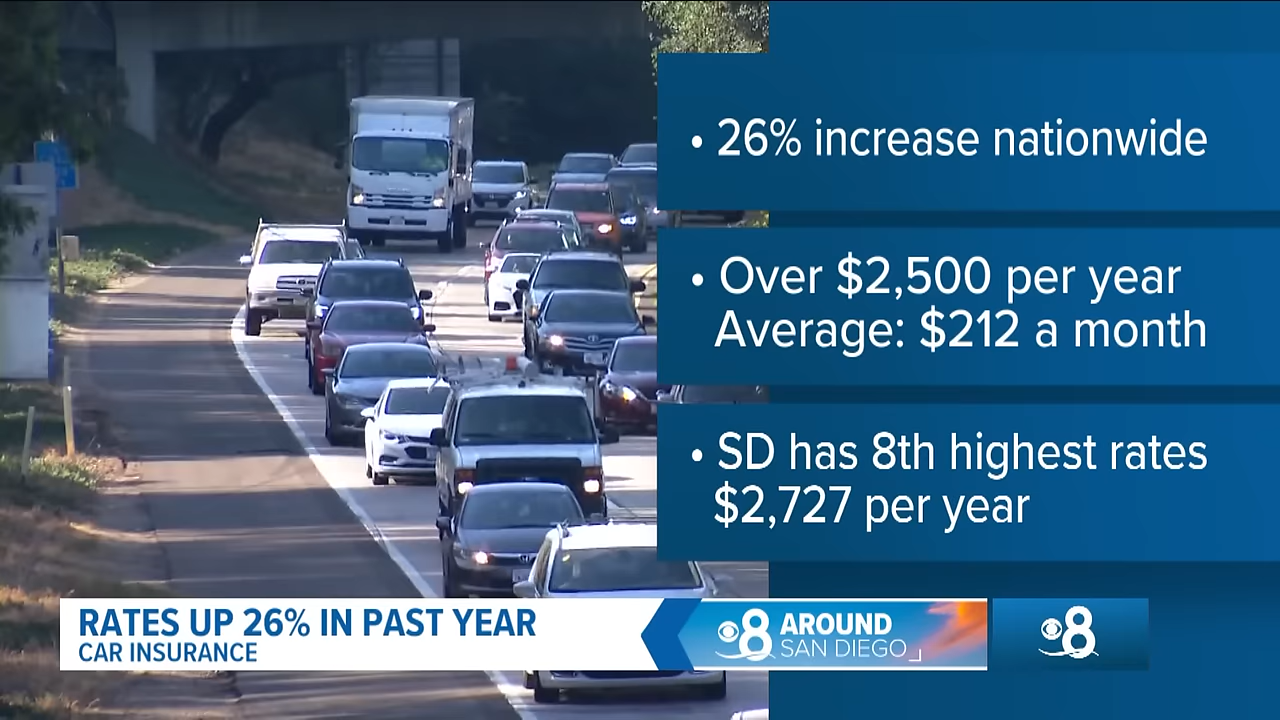 • 26% increase nationwide
• Over $2,500 per year
Average: $212 a month
• SD has 8th highest rates
$2,727 per year
RATES UP 26% IN PAST YEAR
CAR INSURANCE
8 AROUND
SAN DIEGO
8